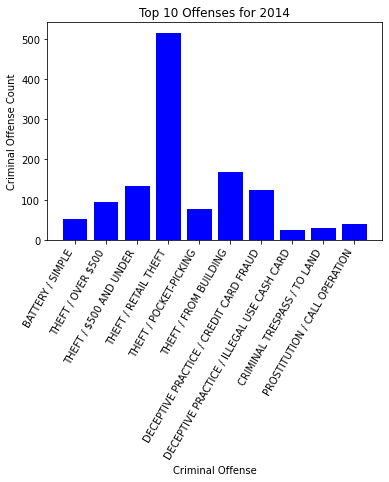 Top 10 Offenses for 2014
Criminal Offense Count
500
400
300
200
100
0
BATTERY / SIMPLE
THEFT / OVER $500
THEFT / $500 AND UNDER
THEFT / RETAIL THEFT
THEFT / POCKET-PICKING
THEFT / FROM BUILDING
DECEPTIVE PRACTICE / CREDIT CARD FRAUD
DECEPTIVE PRACTICE / ILLEGAL USE CASH CARD
CRIMINAL TRESPASS / TO LAND
PROSTITUTION / CALL OPERATION
Criminal Offense